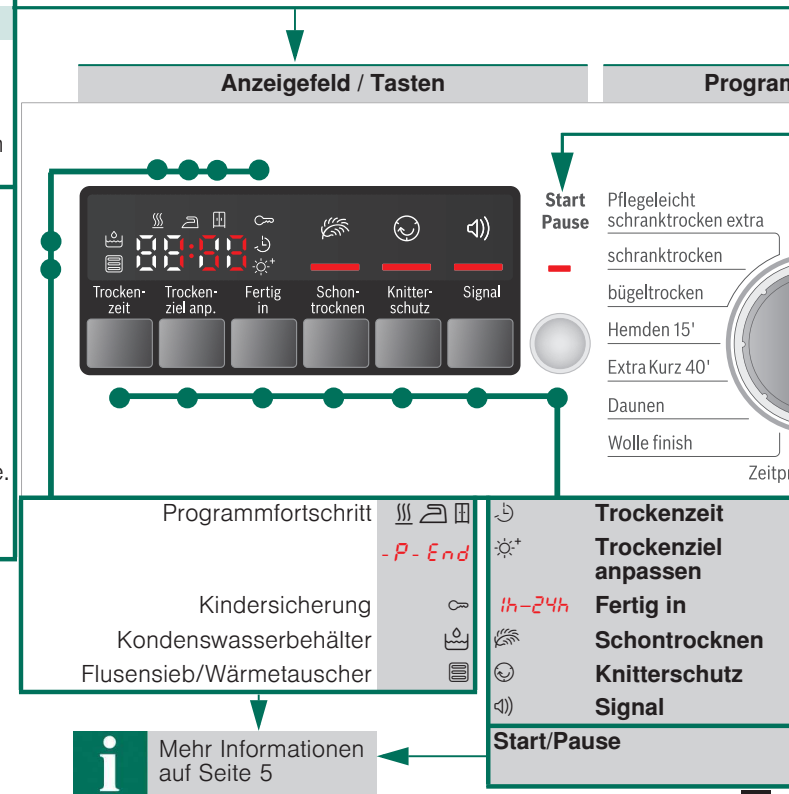 Anzeigefeld / Tasten
Program
Start
Pause
Pflegeleicht
schranktrocken extra
schranktrocken
bügeltrocken
Hemden 15'
Extra Kurz 40'
Daunen
Wolle finish
Zeitpr
88:88
Trocken-
zeit
Trocken-
ziel anp.
Fertig
in
Schon-
trocknen
Knitter-
schutz
Signal
e.
Programmfortschritt
-P- End
Kindersicherung
Kondenswasserbehälter
Flusensieb/Wärmetauscher
Trockenzeit
Trockenziel
anpassen
1h–24h Fertig in
Schontrocknen
Knitterschutz
Signal
Start/Pause
i
Mehr Informationen
auf Seite 5